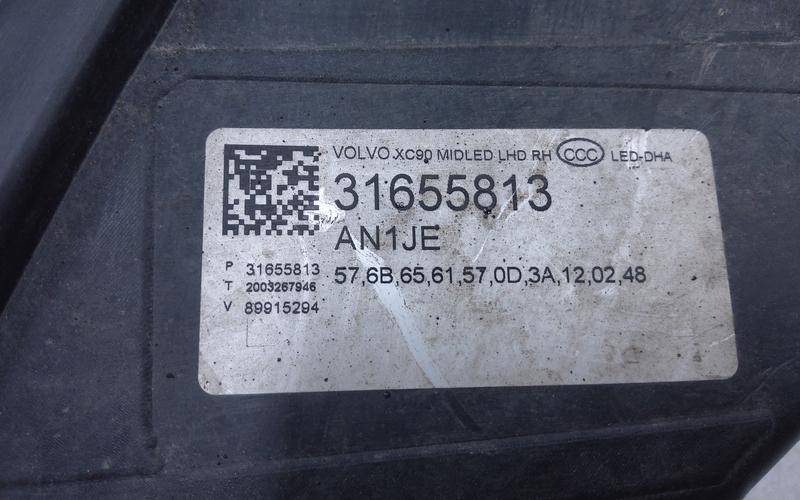 VOLVO XC90 MIDLED LHD RH CCC LED-DHA
31655813
AN1JE
57,6B,65,61,57,0D,3A,12,02,48
P 31655813
T 2003267946
V 89915294